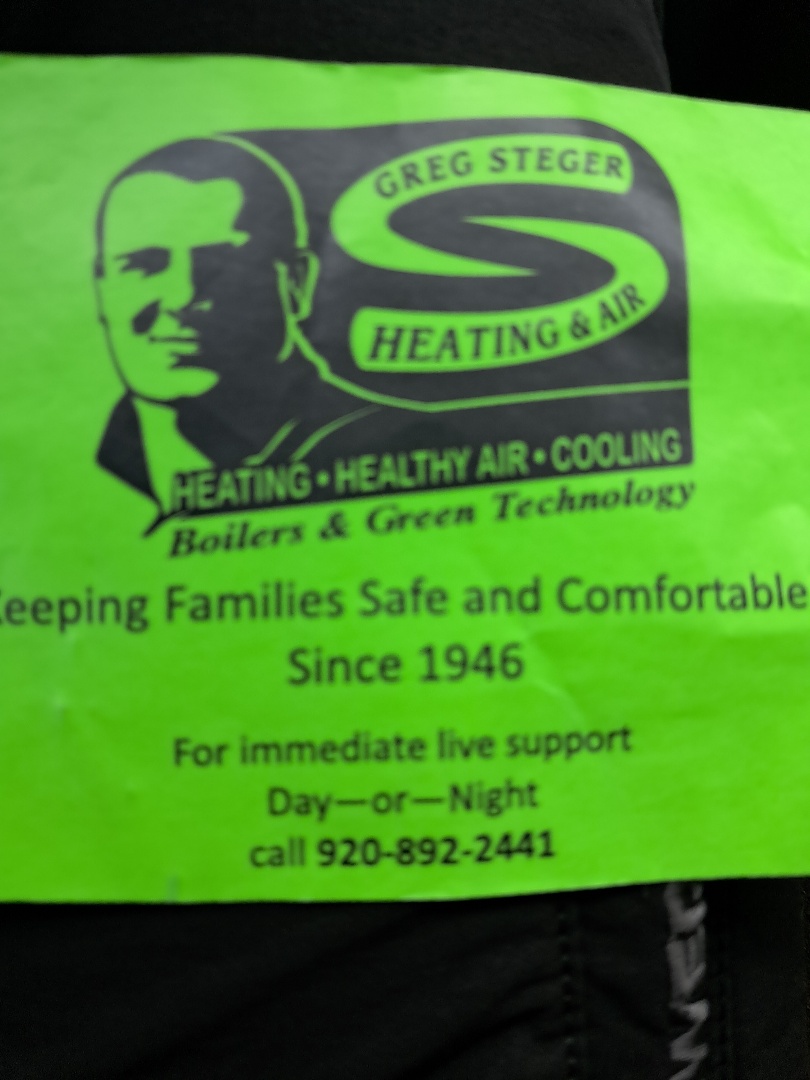 GREG STEGER
HEATING & AIR
HEATING • HEALTHY AIR • COOLING
Boilers & Green Technology
Keeping Families Safe and Comfortable
Since 1946
For immediate live support
Day—or—Night
call 920-892-2441